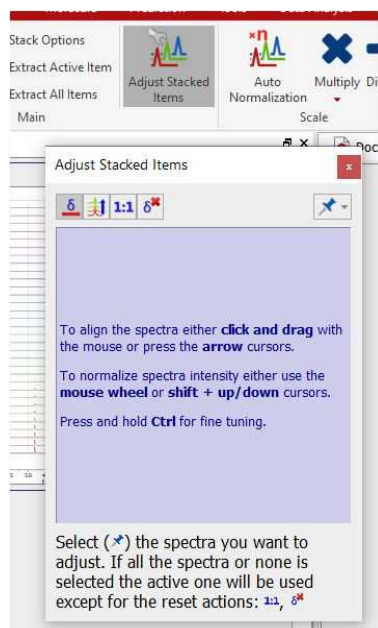 Stack Options
Extract Active Item
Extract All Items
Main
Adjust Stacked
Items
×n
Auto
Normalization
Multiply
Scale
Adjust Stacked Items
δ 1:1 δ
To align the spectra either click and drag with
the mouse or press the arrow cursors.
To normalize spectra intensity either use the
mouse wheel or shift + up/down cursors.
Press and hold Ctrl for fine tuning.
Select ( ) the spectra you want to
adjust. If all the spectra or none is
selected the active one will be used
except for the reset actions: 1:1, δ